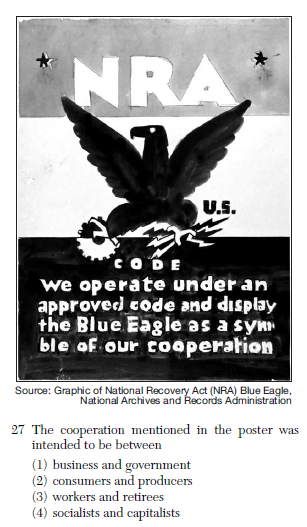 NRA
U.S.
CODE
We operate under an
approved code and display
the Blue Eagle as a sym-
ble of our cooperation
Source: Graphic of National Recovery Act (NRA) Blue Eagle,
National Archives and Records Administration
27 The cooperation mentioned in the poster was
intended to be between
(1) business and government
(2) consumers and producers
(3) workers and retirees
(4) socialists and capitalists